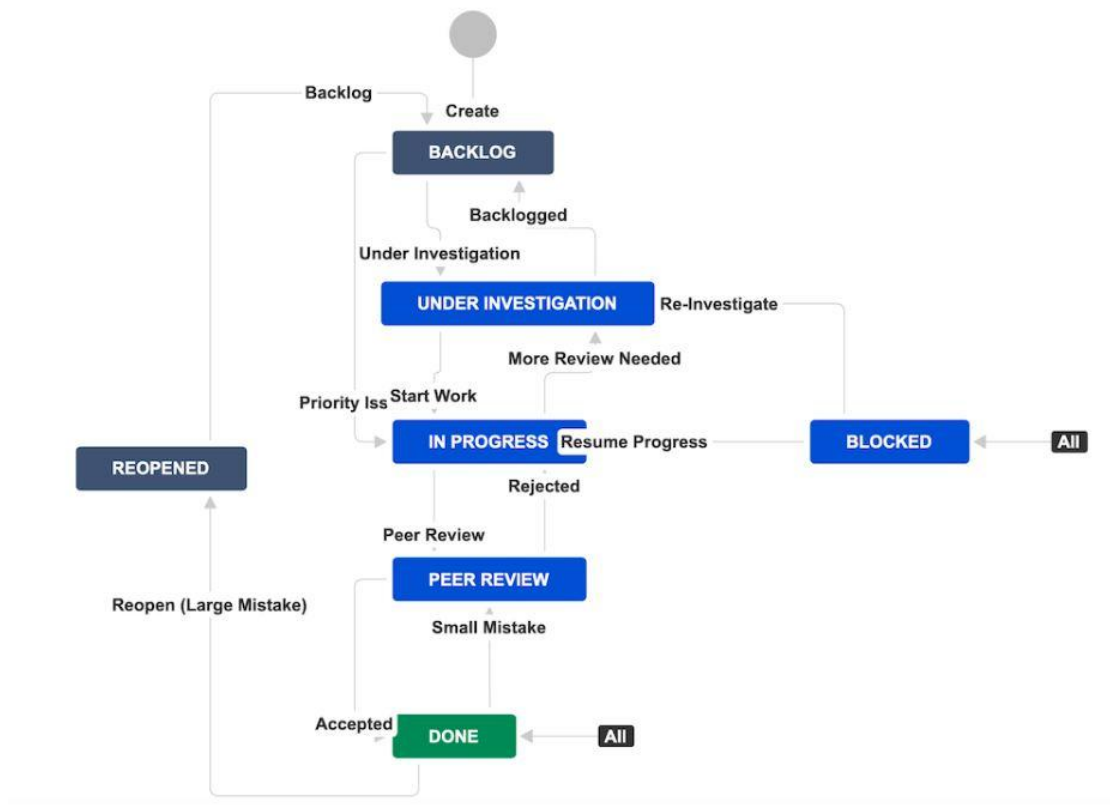 Backlog
Create
BACKLOG
Backlogged
Under Investigation
UNDER INVESTIGATION
Re-Investigate
More Review Needed
Start Work
Priority Iss
IN PROGRESS
Resume Progress
BLOCKED
All
REOPENED
Rejected
Peer Review
PEER REVIEW
Reopen (Large Mistake)
Small Mistake
Accepted
DONE
All